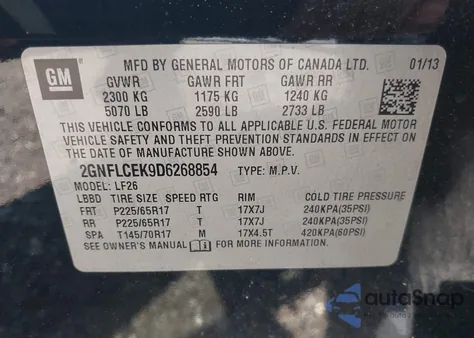 GM
MFD BY GENERAL MOTORS OF CANADA LTD. 01/13
GVWR GAWR FRT GAWR RR
2300 KG 1175 KG 1240 KG
5070 LB 2590 LB 2733 LB
THIS VEHICLE CONFORMS TO ALL APPLICABLE U.S. FEDERAL MOTOR
VEHICLE SAFETY AND THEFT PREVENTION STANDARDS IN EFFECT
ON THE DATE OF MANUFACTURE SHOWN ABOVE.
2GNFLCEK9D6268854 TYPE: M.P.V.
MODEL: LF26
LBBD TIRE SIZE SPEED RTG RIM COLD TIRE PRESSURE
FRT P225/65R17 T 17X7J 240KPA(35PSI)
RR P225/65R17 T 17X7J 240KPA(35PSI)
SPA T145/70R17 M 17X4.5T 420KPA(60PSI)
SEE OWNER'S MANUAL FOR MORE INFORMATION
autoSnap